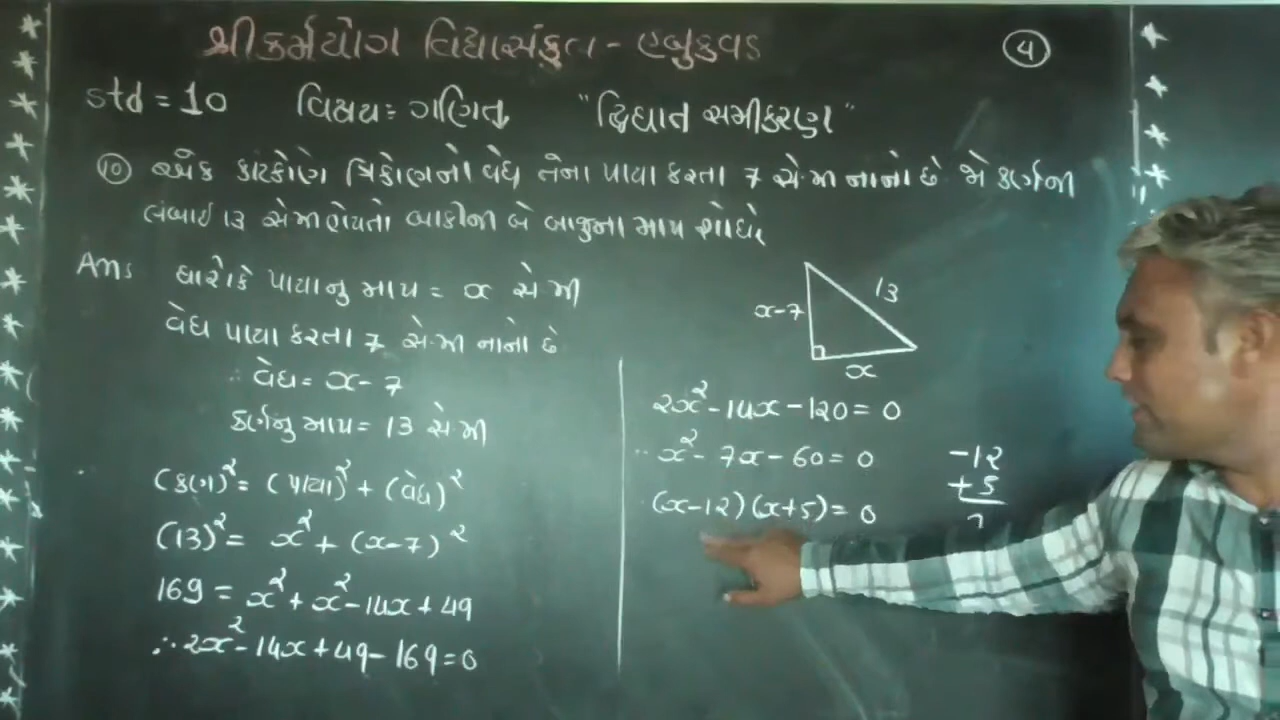 શ્રી કર્મયોગ વિદ્યાસંકુલ - એબુકવડ
4
std = 10 વિષય: ગણિત "દ્વિઘાત સમીકરણ"
10 એક કાટકોણ ત્રિકોણનો વેધ તેના પાયા કરતા 7 સે.મી નાનો છે જો કર્ણની
લંબાઈ 13 સેમી હોયતો બાકીની બે બાજુના માપ શોધો
Ans ધારોકે પાયાનુ માપ = x સે મી
વેધ પાયા કરતા 7 સે.મી નાનો છે
∴ વેધ = x - 7
કર્ણનુ માપ = 13 સે મી
(કર્ણ)² = (પાયા)² + (વેધ)²
(13)² = x² + (x-7)²
169 = x² + x² - 14x + 49
∴ 2x² - 14x + 49 - 169 = 0
x-7
13
x
2x² - 14x - 120 = 0
∴ x² - 7x - 60 = 0
(x-12)(x+5) = 0
-12
+5
7